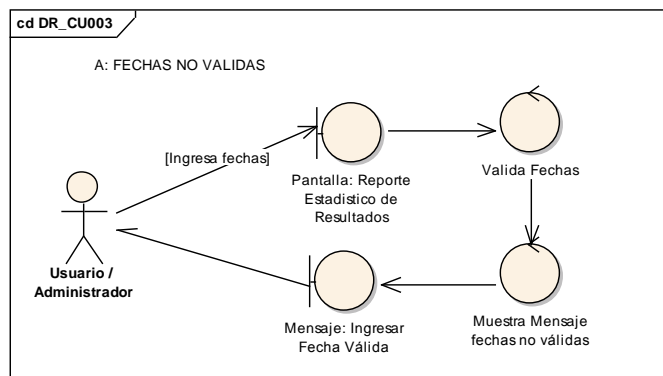 cd DR_CU003
A: FECHAS NO VALIDAS
[Ingresa fechas]
Pantalla: Reporte
Estadistico de
Resultados
Valida Fechas
Usuario /
Administrador
Mensaje: Ingresar
Fecha Válida
Muestra Mensaje
fechas no válidas